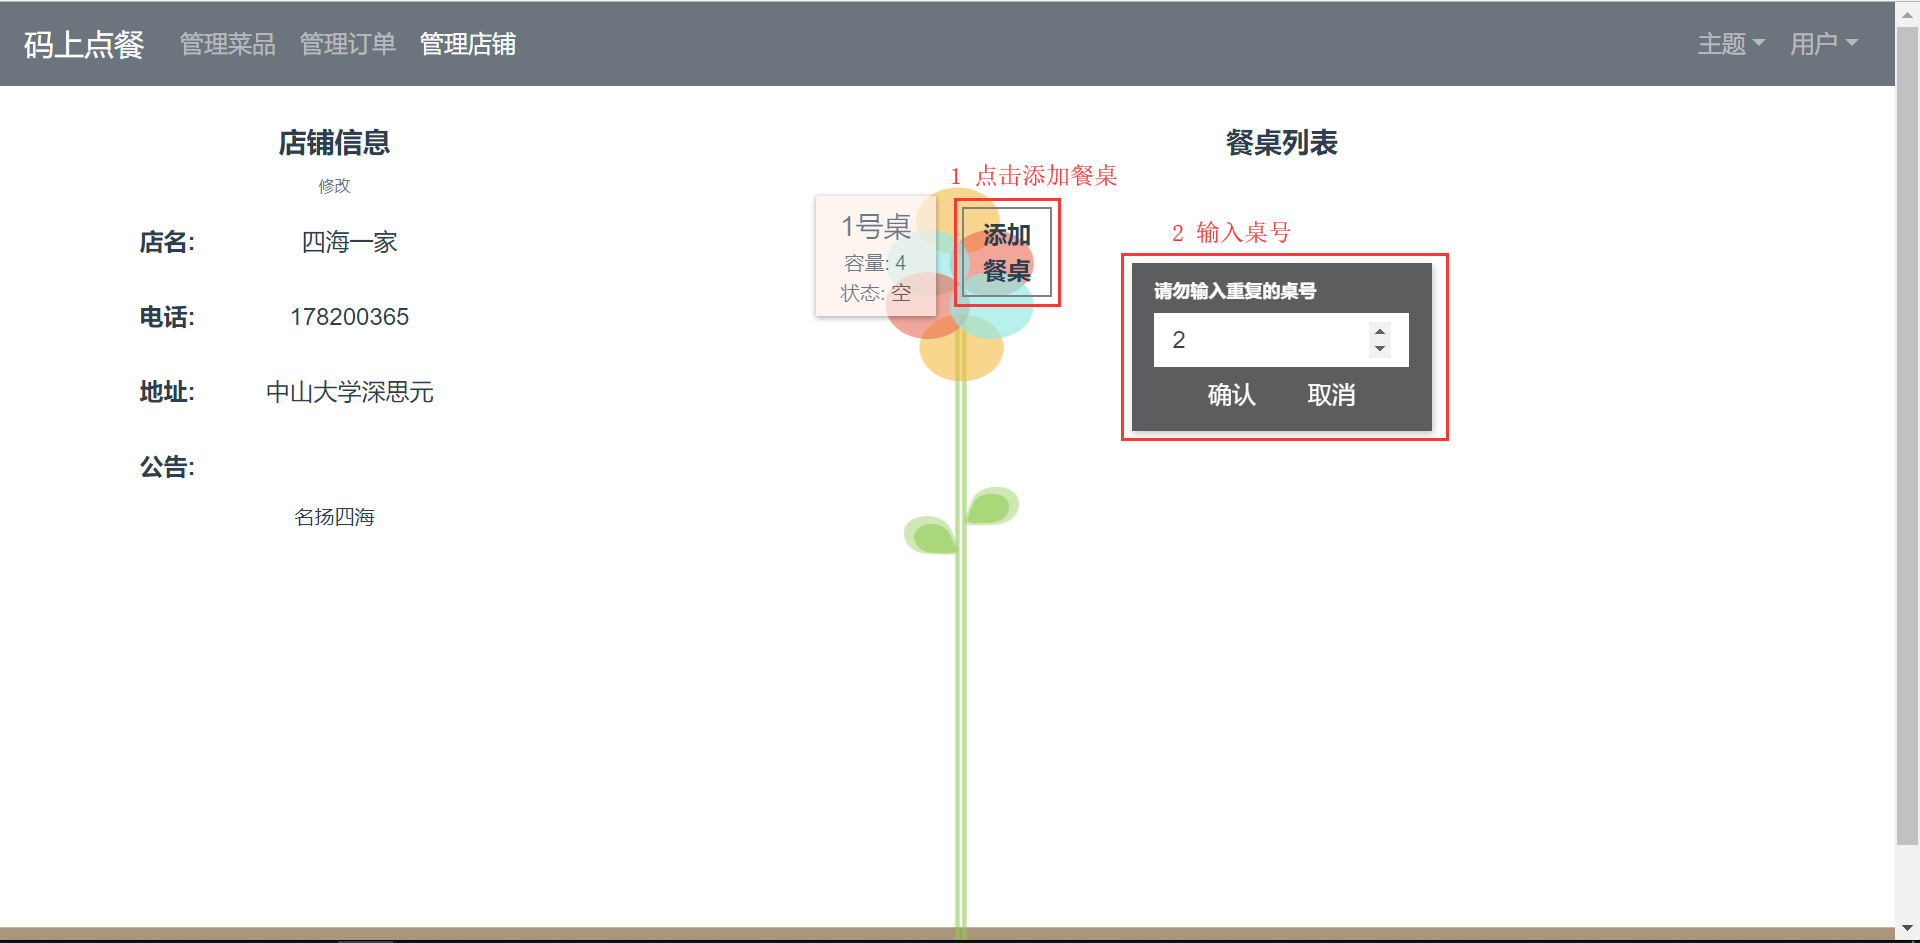 码上点餐 管理菜品 管理订单 管理店铺 主题 用户
店铺信息
修改
店名: 四海一家
电话: 178200365
地址: 中山大学深思元
公告:
名扬四海
餐桌列表
1 点击添加餐桌
1号桌
容量: 4
状态: 空
添加
餐桌
2 输入桌号
请勿输入重复的桌号
2
确认 取消